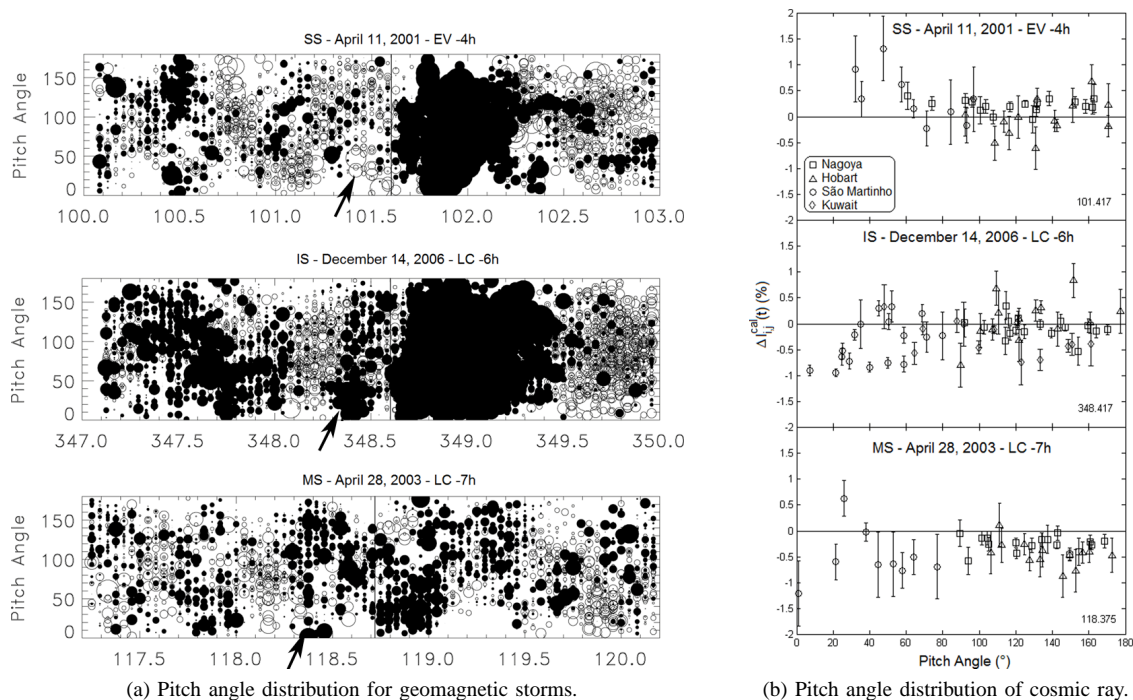 SS - April 11, 2001 - EV -4h
Pitch Angle
150
100
50
0
100.0 100.5 101.0 101.5 102.0 102.5 103.0
IS - December 14, 2006 - LC -6h
Pitch Angle
150
100
50
0
347.0 347.5 348.0 348.5 349.0 349.5 350.0
MS - April 28, 2003 - LC -7h
Pitch Angle
150
100
50
0
117.5 118.0 118.5 119.0 119.5 120.0
(a) Pitch angle distribution for geomagnetic storms.
SS - April 11, 2001 - EV -4h
2
1.5
1
0.5
0
-0.5
-1
-1.5
-2
Nagoya
Hobart
São Martinho
Kuwait
101.417
IS - December 14, 2006 - LC -6h
1.5
1
0.5
0
-0.5
-1
-1.5
-2
348.417
Δ I i,j cal (t) (%)
MS - April 28, 2003 - LC -7h
1.5
1
0.5
0
-0.5
-1
-1.5
-2
118.375
0 20 40 60 80 100 120 140 160 180
Pitch Angle (°)
(b) Pitch angle distribution of cosmic ray.